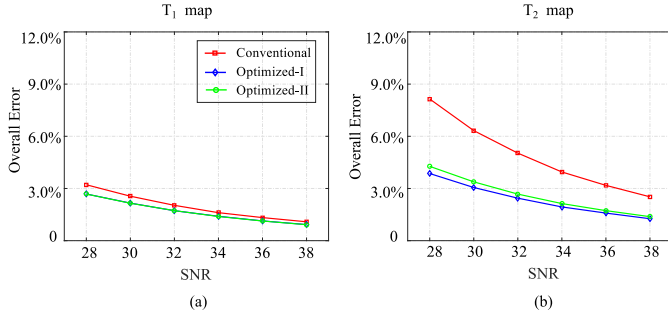 T₁ map
12.0%
9.0%
6.0%
3.0%
0
Overall Error
Conventional
Optimized-I
Optimized-II
28 30 32 34 36 38
SNR
(a)
T₂ map
12.0%
9.0%
6.0%
3.0%
0
Overall Error
28 30 32 34 36 38
SNR
(b)